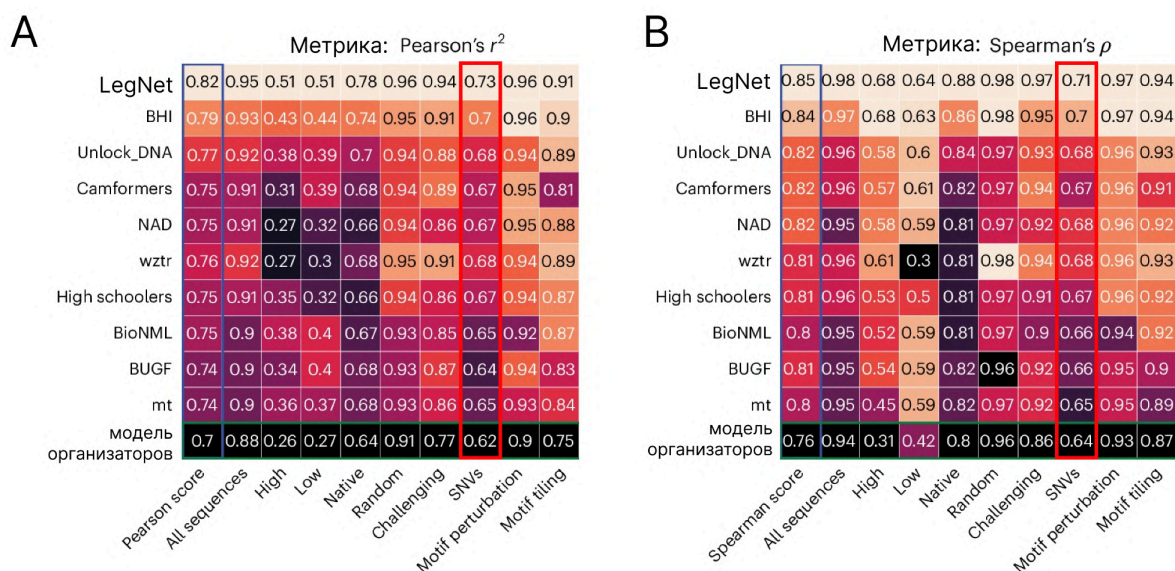 A
Метрика: Pearson's r²
LegNet 0.82 0.95 0.51 0.51 0.78 0.96 0.94 0.73 0.96 0.91
BHI 0.79 0.93 0.43 0.44 0.74 0.95 0.91 0.7 0.96 0.9
Unlock_DNA 0.77 0.92 0.38 0.39 0.7 0.94 0.88 0.68 0.94 0.89
Camformers 0.75 0.91 0.31 0.39 0.68 0.94 0.89 0.67 0.95 0.81
NAD 0.75 0.91 0.27 0.32 0.66 0.94 0.86 0.67 0.95 0.88
wztr 0.76 0.92 0.27 0.3 0.68 0.95 0.91 0.68 0.94 0.89
High schoolers 0.75 0.91 0.35 0.32 0.66 0.94 0.86 0.67 0.94 0.87
BioNML 0.75 0.9 0.38 0.4 0.67 0.93 0.85 0.65 0.92 0.87
BUGF 0.74 0.9 0.34 0.4 0.68 0.93 0.87 0.64 0.94 0.83
mt 0.74 0.9 0.36 0.37 0.68 0.93 0.86 0.65 0.93 0.84
модель
организаторов 0.7 0.88 0.26 0.27 0.64 0.91 0.77 0.62 0.9 0.75
Pearson score
All sequences
High
Low
Native
Random
Challenging
SNVs
Motif perturbation
Motif tiling
B
Метрика: Spearman's ρ
LegNet 0.85 0.98 0.68 0.64 0.88 0.98 0.97 0.71 0.97 0.94
BHI 0.84 0.97 0.68 0.63 0.86 0.98 0.95 0.7 0.97 0.94
Unlock_DNA 0.82 0.96 0.58 0.6 0.84 0.97 0.93 0.68 0.96 0.93
Camformers 0.82 0.96 0.57 0.61 0.82 0.97 0.94 0.67 0.96 0.91
NAD 0.82 0.95 0.58 0.59 0.81 0.97 0.92 0.68 0.96 0.92
wztr 0.81 0.96 0.61 0.3 0.81 0.98 0.94 0.68 0.96 0.93
High schoolers 0.81 0.96 0.53 0.5 0.81 0.97 0.91 0.67 0.96 0.92
BioNML 0.8 0.95 0.52 0.59 0.81 0.97 0.9 0.66 0.94 0.92
BUGF 0.81 0.95 0.54 0.59 0.82 0.96 0.92 0.66 0.95 0.9
mt 0.8 0.95 0.45 0.59 0.82 0.97 0.92 0.65 0.95 0.89
модель
организаторов 0.76 0.94 0.31 0.42 0.8 0.96 0.86 0.64 0.93 0.87
Spearman score
All sequences
High
Low
Native
Random
Challenging
SNVs
Motif perturbation
Motif tiling